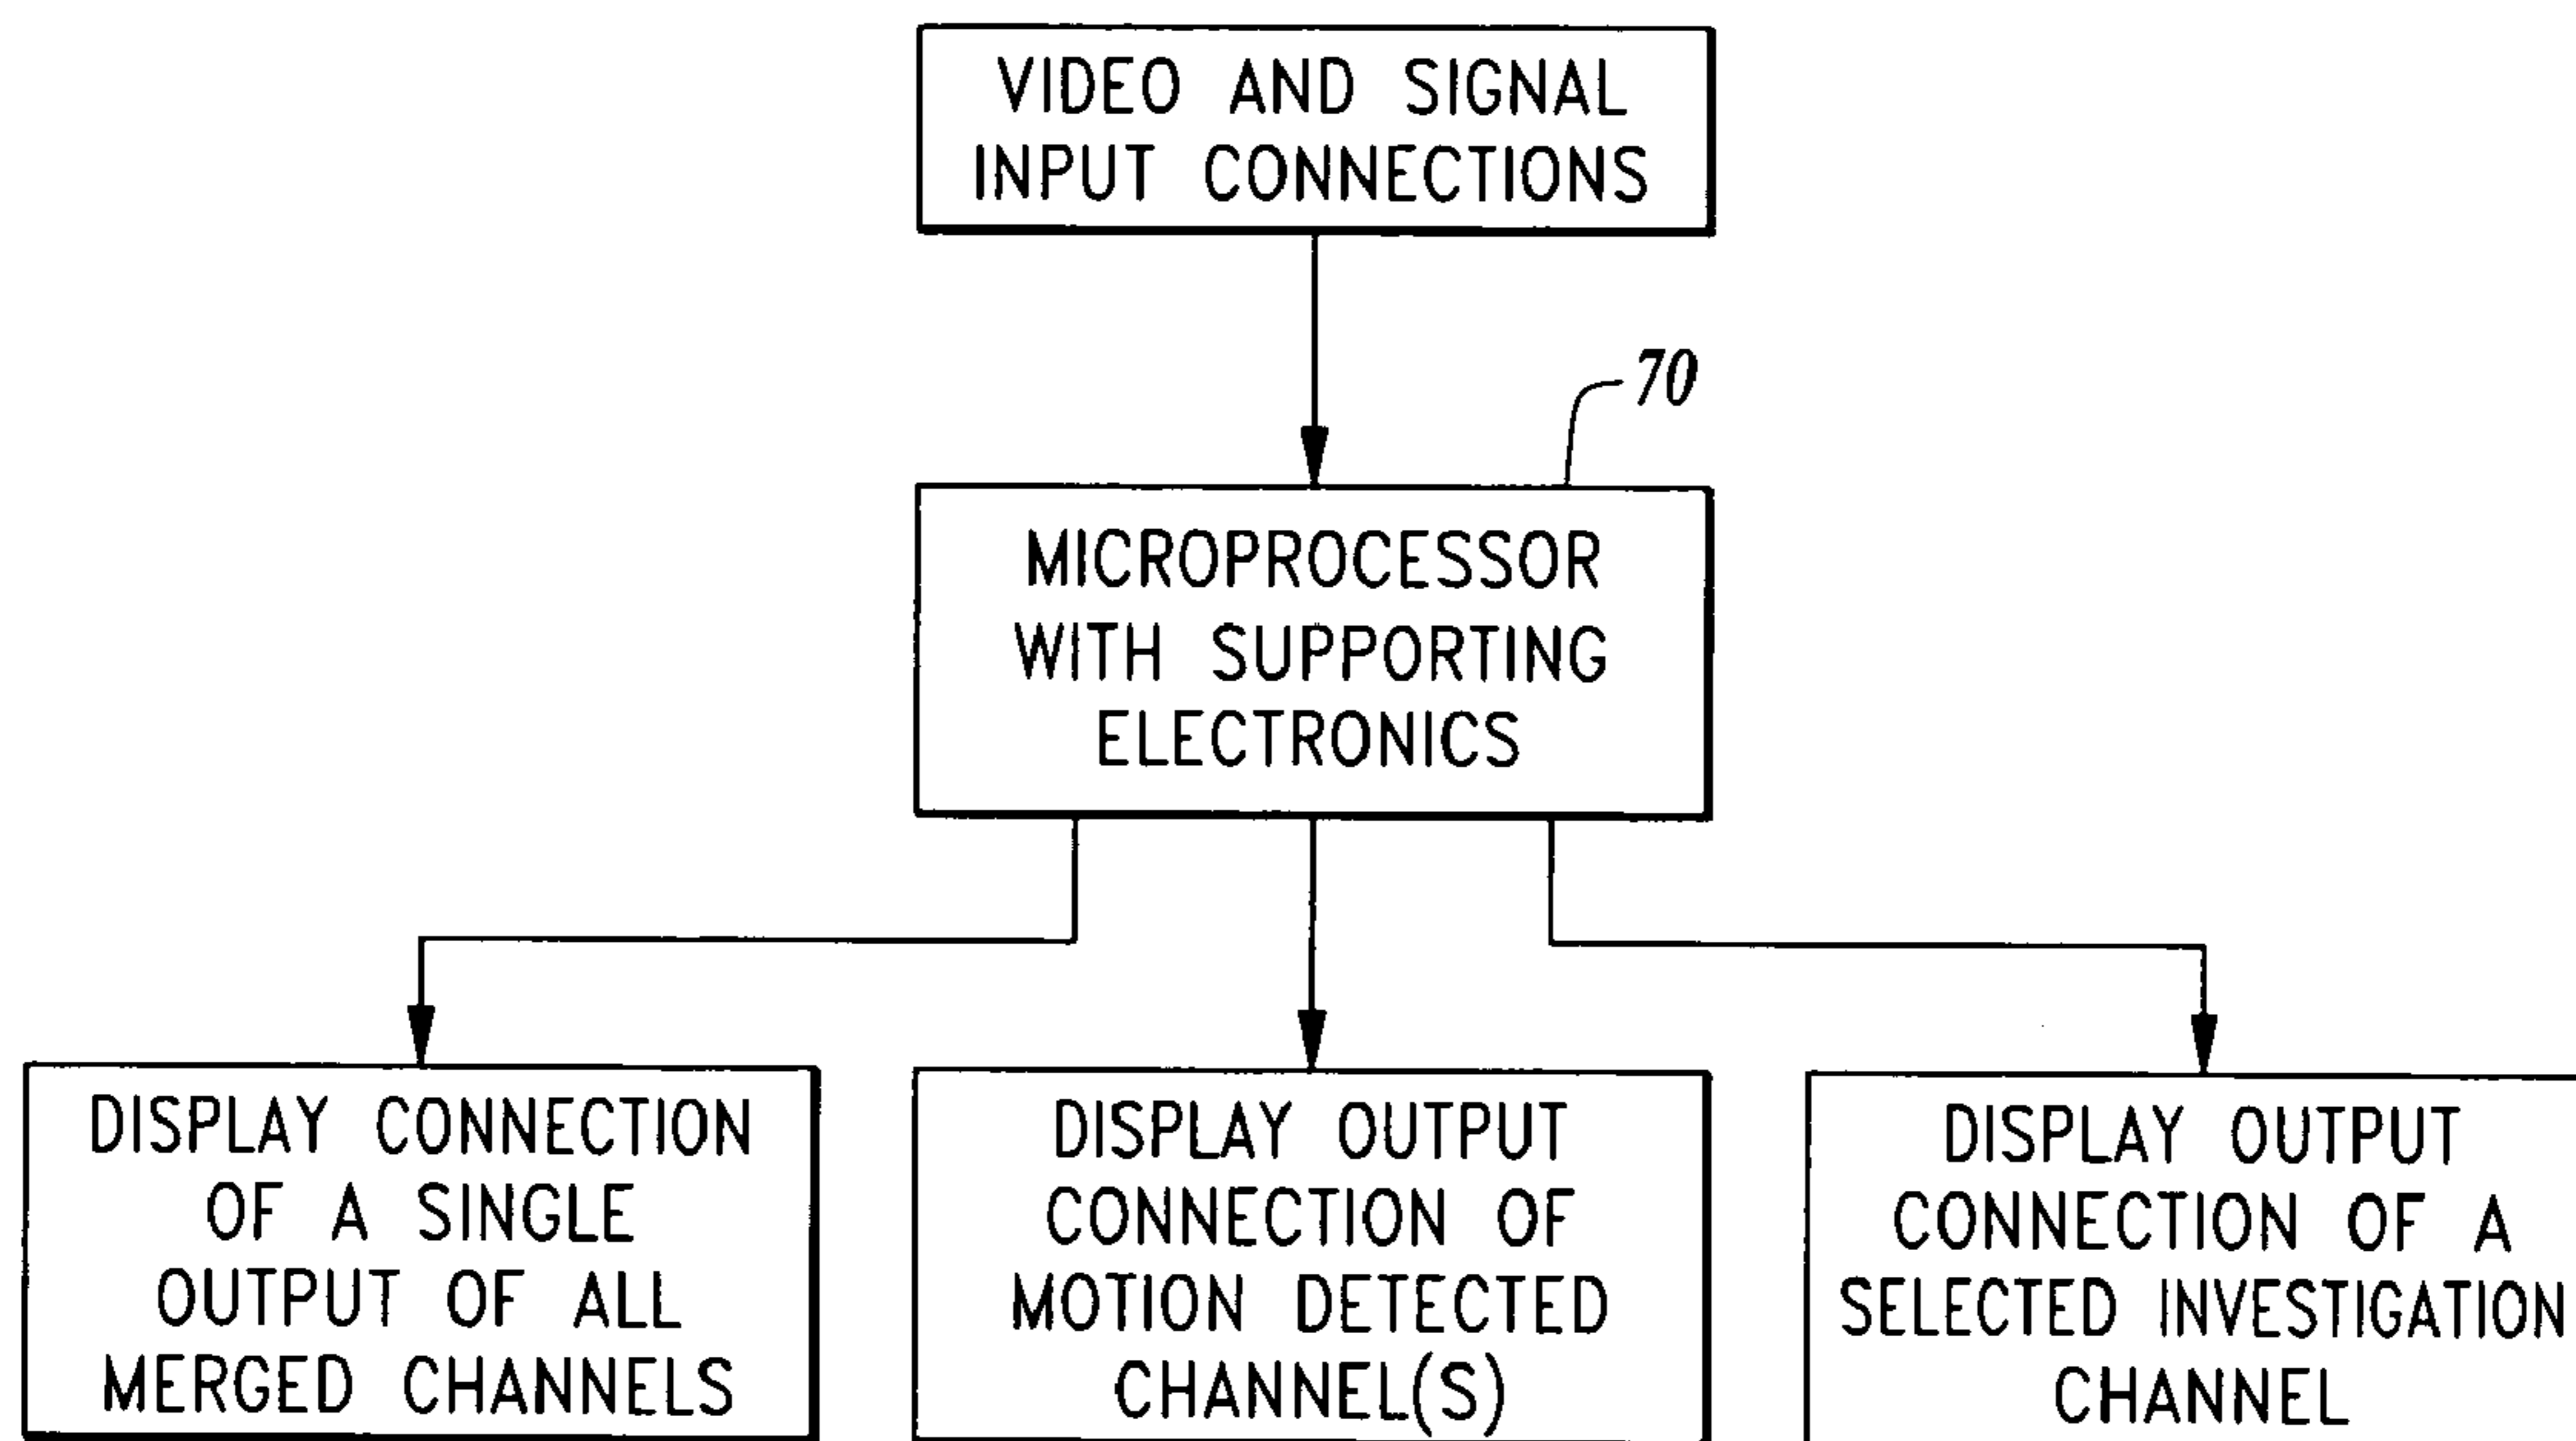 VIDEO AND SIGNAL
INPUT CONNECTIONS
70
MICROPROCESSOR
WITH SUPPORTING
ELECTRONICS
DISPLAY CONNECTION
OF A SINGLE
OUTPUT OF ALL
MERGED CHANNELS
DISPLAY OUTPUT
CONNECTION OF
MOTION DETECTED
CHANNEL(S)
DISPLAY OUTPUT
CONNECTION OF A
SELECTED INVESTIGATION
CHANNEL